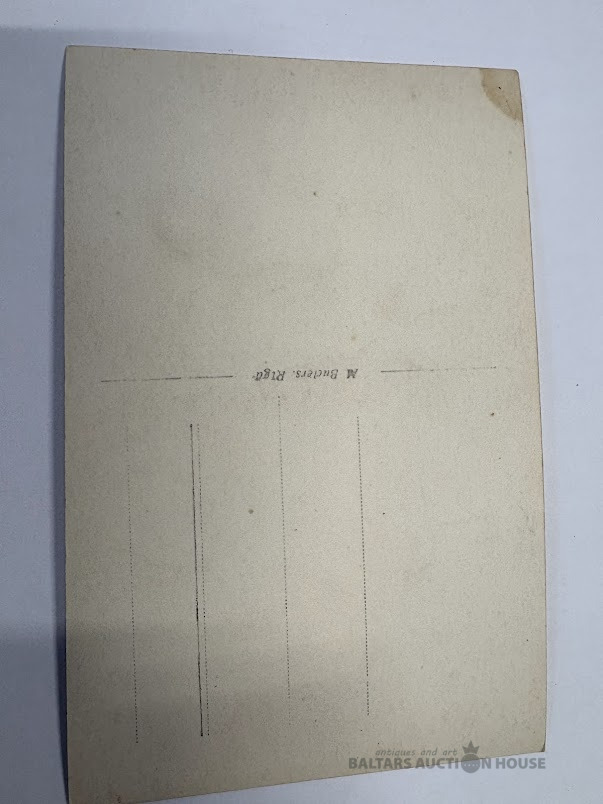 M Buclers, Rīgā.
antiques and art
BALTARS AUCTION HOUSE